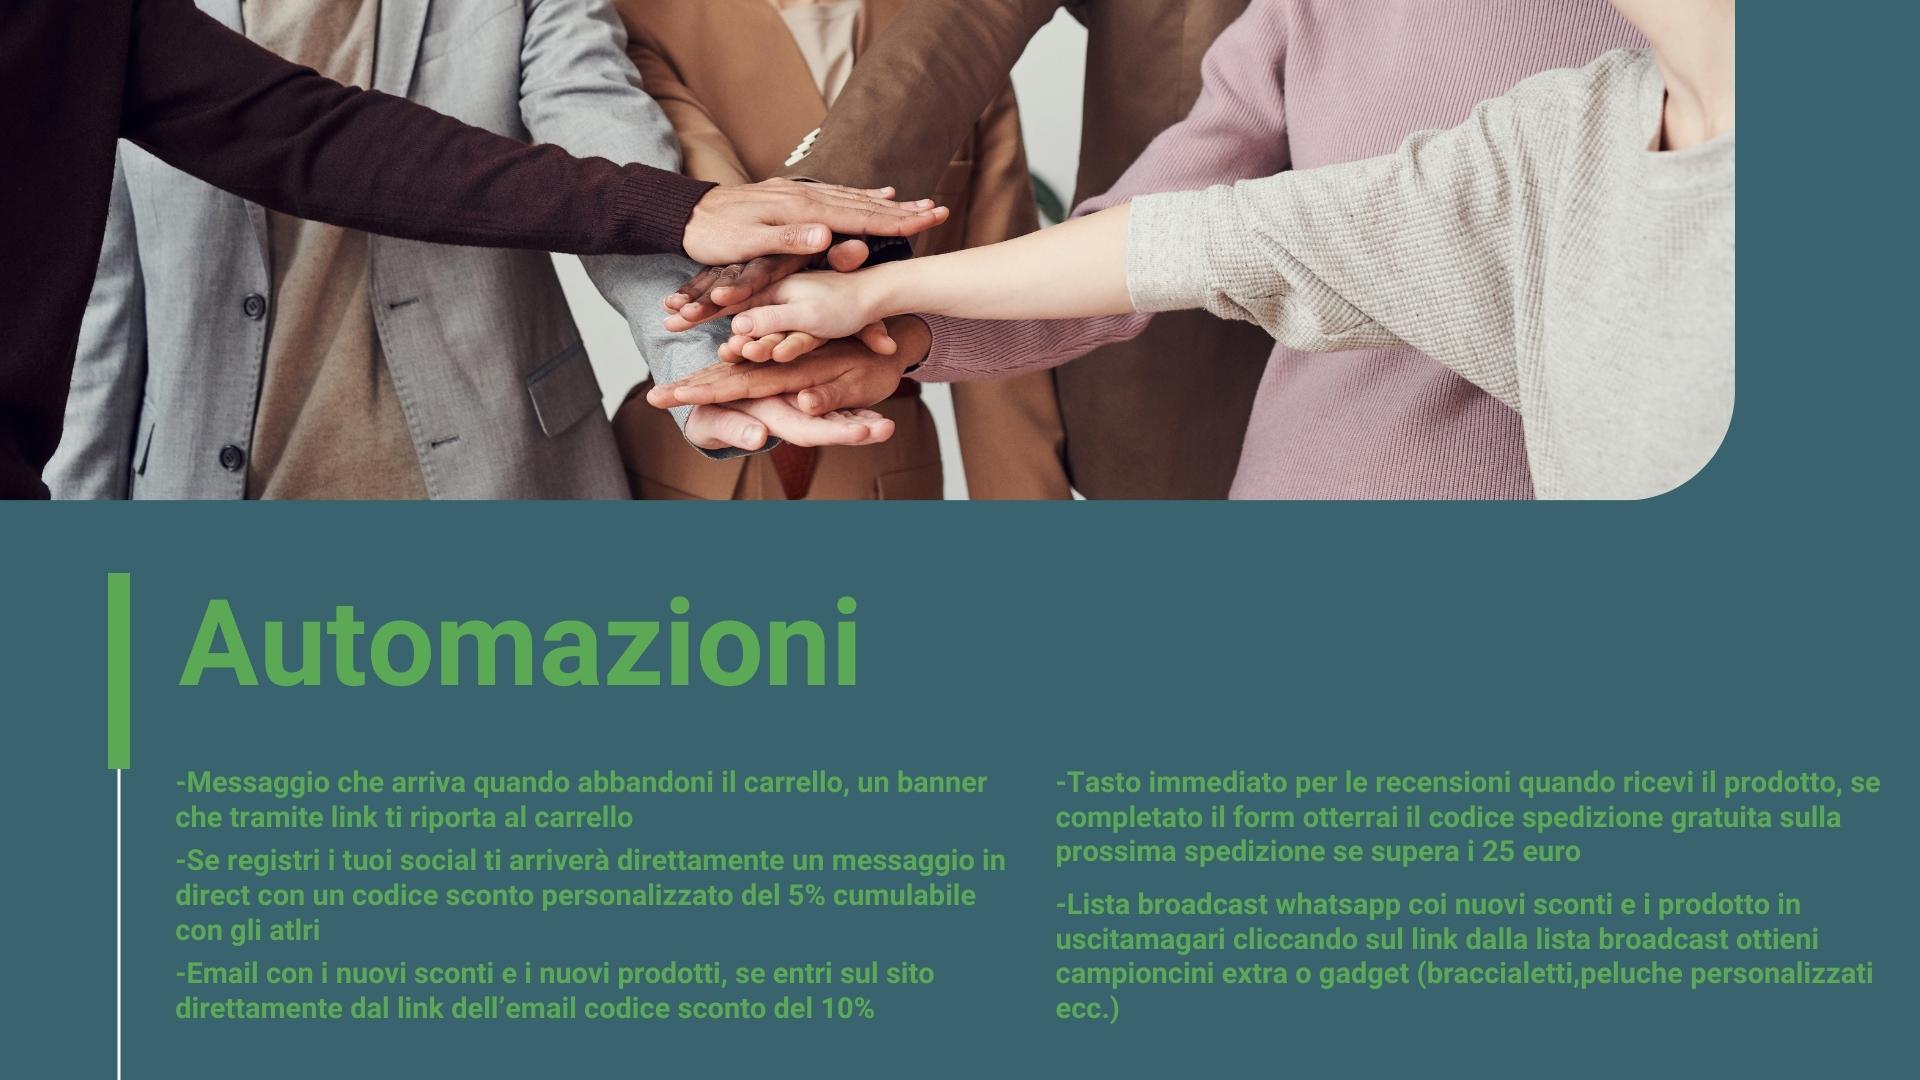 Automazioni
-Messaggio che arriva quando abbandoni il carrello, un banner
che tramite link ti riporta al carrello
-Se registri i tuoi social ti arriverà direttamente un messaggio in
direct con un codice sconto personalizzato del 5% cumulabile
con gli atlri
-Email con i nuovi sconti e i nuovi prodotti, se entri sul sito
direttamente dal link dell’email codice sconto del 10%
-Tasto immediato per le recensioni quando ricevi il prodotto, se
completato il form otterrai il codice spedizione gratuita sulla
prossima spedizione se supera i 25 euro
-Lista broadcast whatsapp coi nuovi sconti e i prodotto in
uscitamagari cliccando sul link dalla lista broadcast ottieni
campioncini extra o gadget (braccialetti,peluche personalizzati
ecc.)